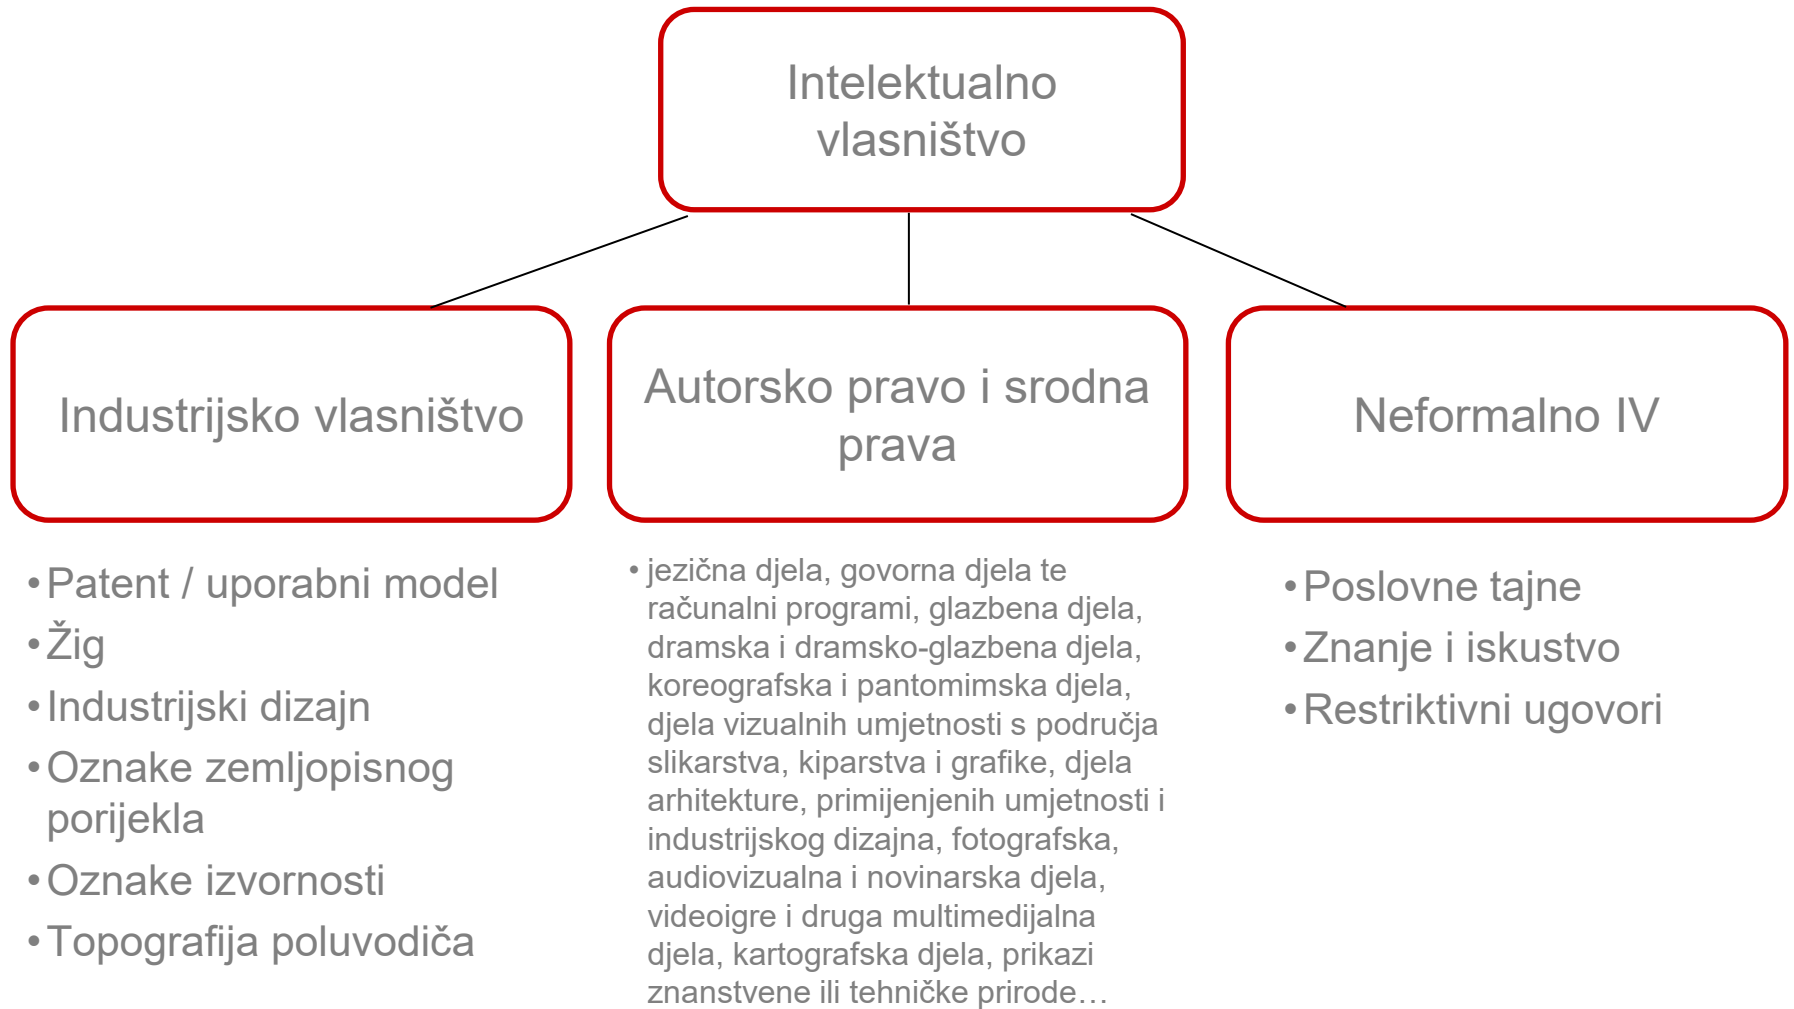 Intelektualno
vlasništvo
Industrijsko vlasništvo
Autorsko pravo i srodna
prava
Neformalno IV
•Patent / uporabni model
•Žig
•Industrijski dizajn
•Oznake zemljopisnog
porijekla
•Oznake izvornosti
•Topografija poluvodiča
• jezična djela, govorna djela te
računalni programi, glazbena djela,
dramska i dramsko-glazbena djela,
koreografska i pantomimska djela,
djela vizualnih umjetnosti s područja
slikarstva, kiparstva i grafike, djela
arhitekture, primijenjenih umjetnosti i
industrijskog dizajna, fotografska,
audiovizualna i novinarska djela,
videoigre i druga multimedijalna
djela, kartografska djela, prikazi
znanstvene ili tehničke prirode…
•Poslovne tajne
•Znanje i iskustvo
•Restriktivni ugovori